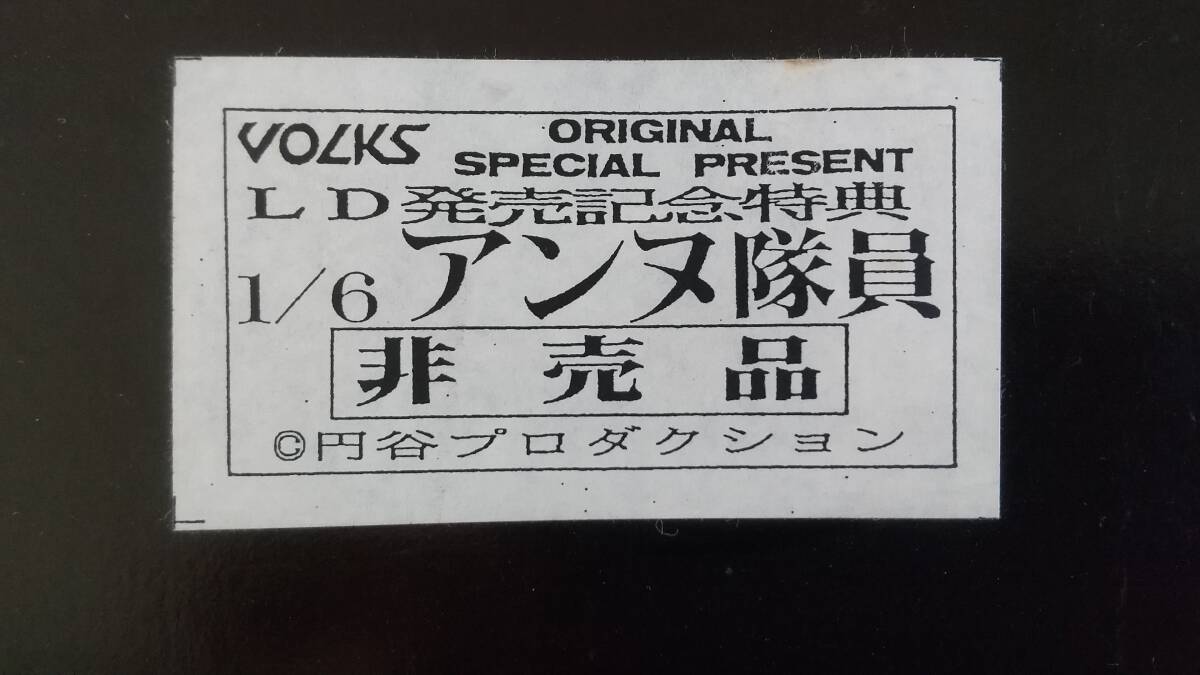 VOLKS ORIGINAL
SPECIAL PRESENT
LD発売記念特典
1/6 アンヌ隊員
非売品
©円谷プロダクション